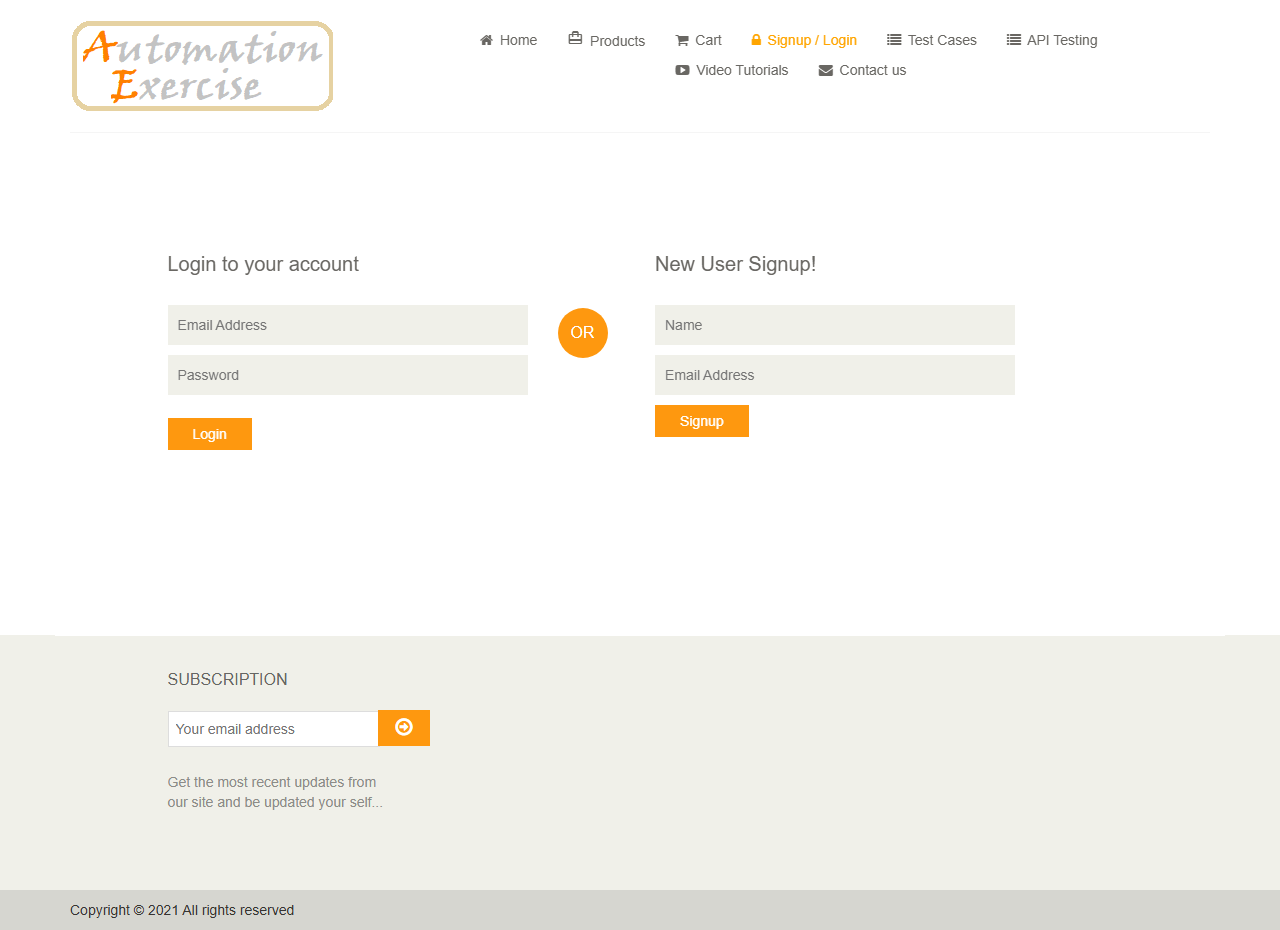 Automation
Exercise
Home
Products
Cart
Signup / Login
Test Cases
API Testing
Video Tutorials
Contact us
Login to your account
Email Address
Password
Login
OR
New User Signup!
Name
Email Address
Signup
SUBSCRIPTION
Your email address
Get the most recent updates from
our site and be updated your self...
Copyright © 2021 All rights reserved